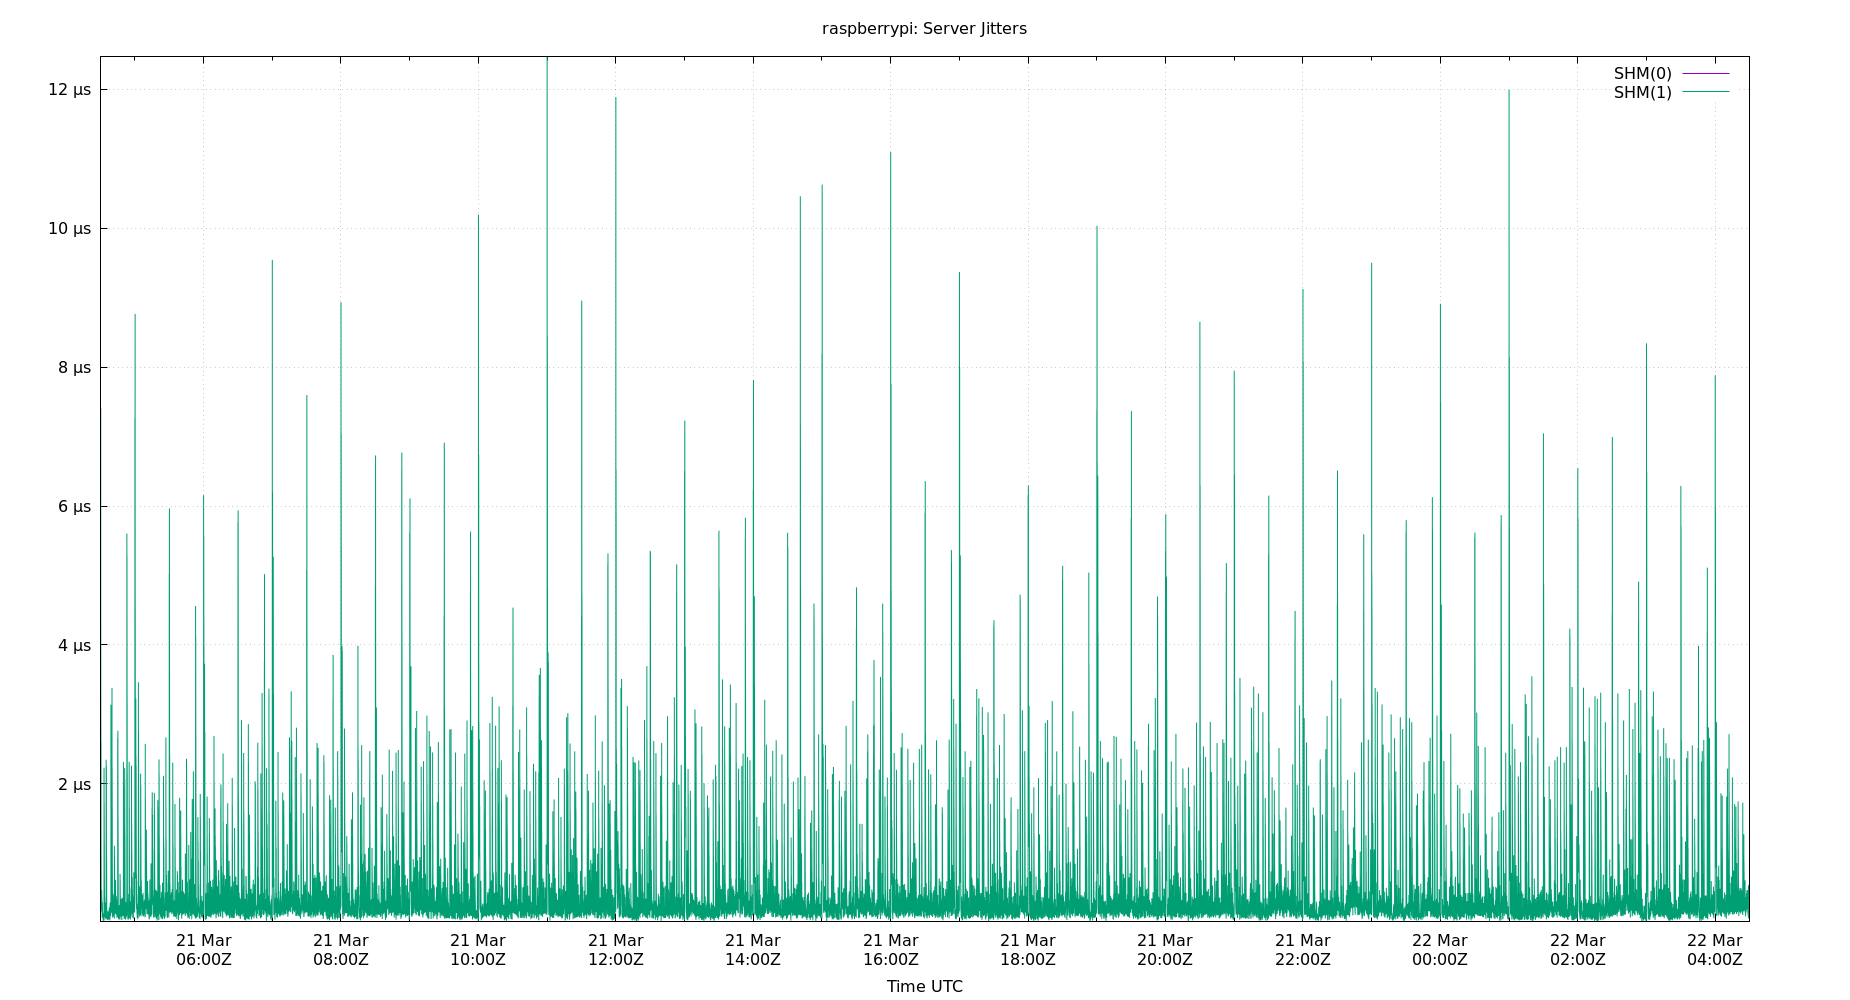 raspberrypi: Server Jitters
SHM(0)
SHM(1)
12 µs
10 µs
8 µs
6 µs
4 µs
2 µs
21 Mar 21 Mar 21 Mar 21 Mar 21 Mar 21 Mar 21 Mar 21 Mar 21 Mar 22 Mar 22 Mar 22 Mar
06:00Z 08:00Z 10:00Z 12:00Z 14:00Z 16:00Z 18:00Z 20:00Z 22:00Z 00:00Z 02:00Z 04:00Z
Time UTC